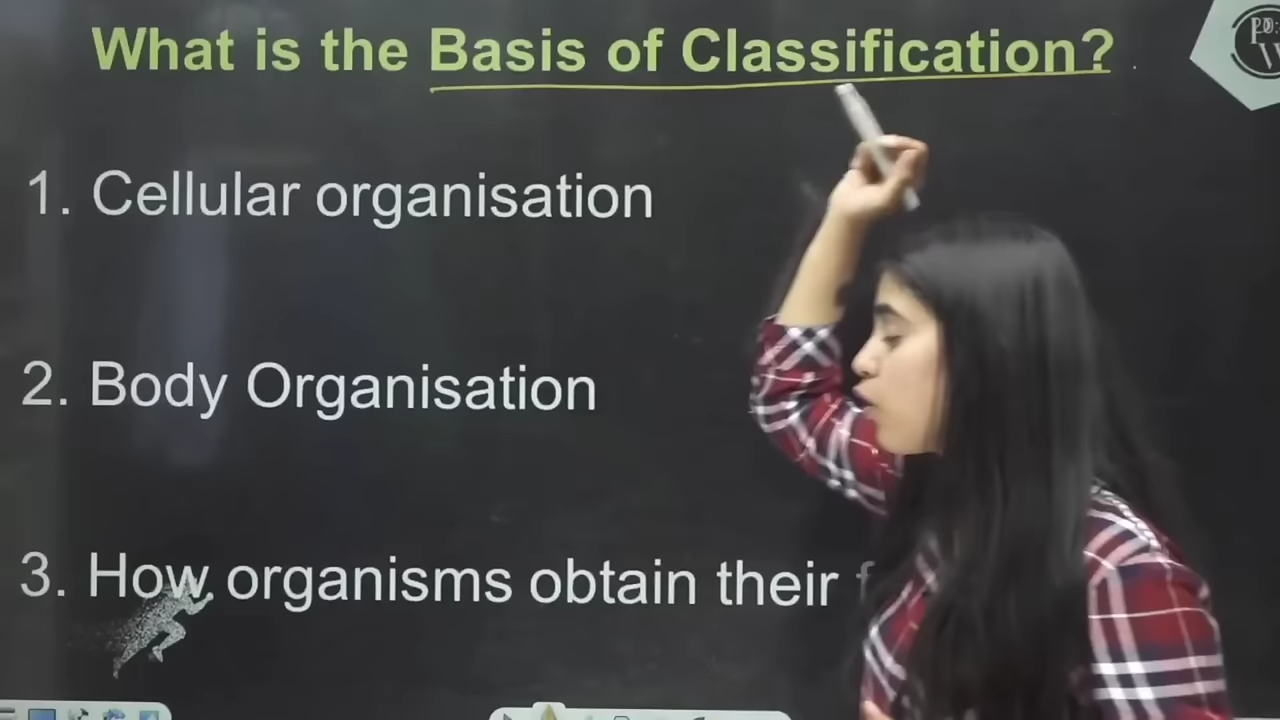 What is the Basis of Classification?
1. Cellular organisation
2. Body Organisation
3. How organisms obtain their